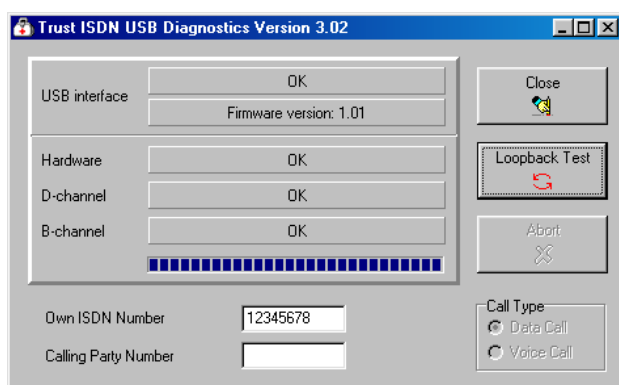 Trust ISDN USB Diagnostics Version 3.02
USB interface
OK
Firmware version: 1.01
Hardware
OK
D-channel
OK
B-channel
OK
Own ISDN Number
12345678
Calling Party Number
Close
Loopback Test
Abort
Call Type
Data Call
Voice Call